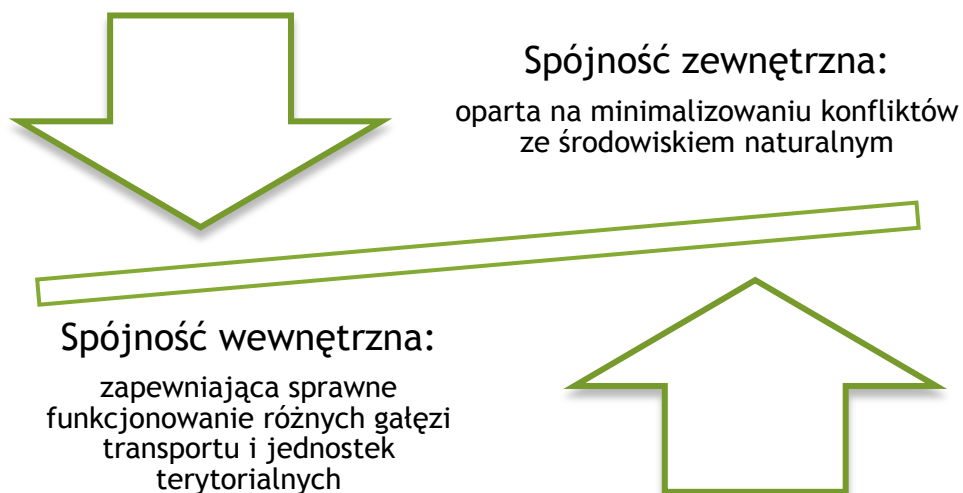 Spójność zewnętrzna:
oparta na minimalizowaniu konfliktów
ze środowiskiem naturalnym
Spójność wewnętrzna:
zapewniająca sprawne
funkcjonowanie różnych gałęzi
transportu i jednostek
terytorialnych